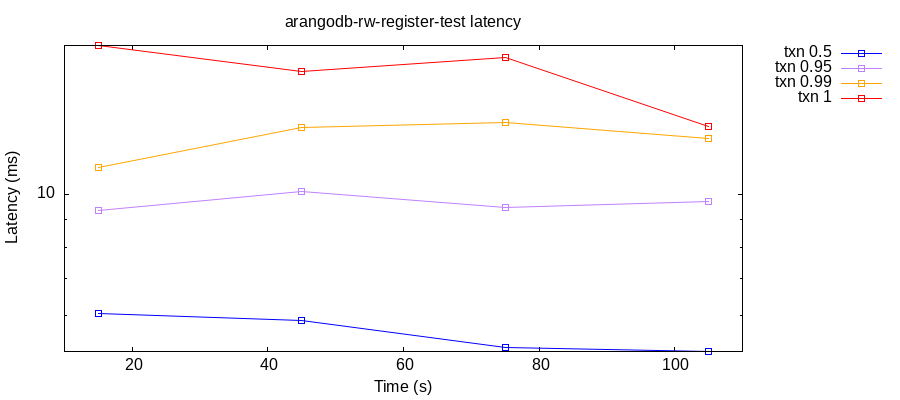 arangodb-rw-register-test latency
txn 0.5
txn 0.95
txn 0.99
txn 1
Latency (ms)
10
20 40 60 80 100
Time (s)